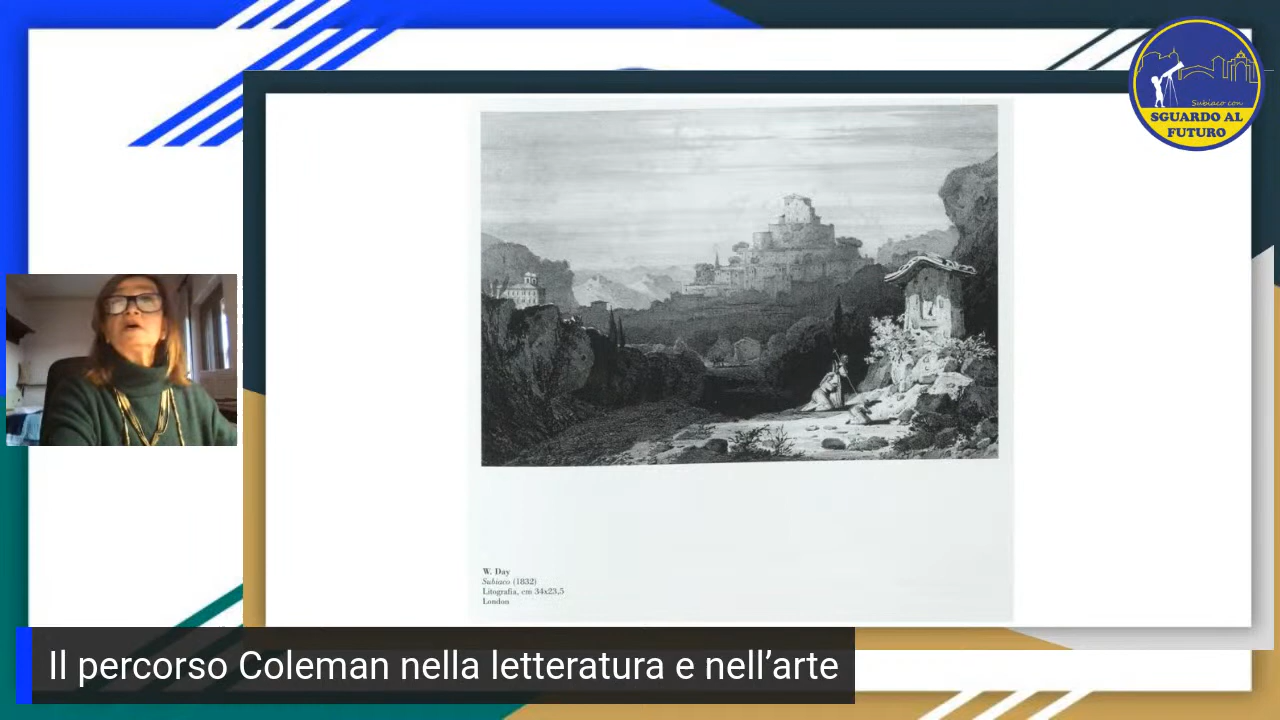 Subiaco con
SGUARDO AL
FUTURO
W. Day
Subiaco (1832)
Litografia, cm 34x23,5
London
Il percorso Coleman nella letteratura e nell’arte